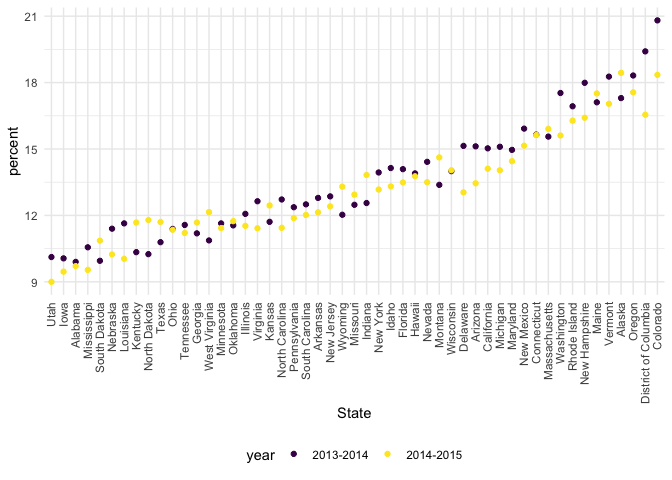 21
18
15
12
9
percent
Utah
Iowa
Alabama
Mississippi
South Dakota
Nebraska
Louisiana
Kentucky
North Dakota
Texas
Ohio
Tennessee
Georgia
West Virginia
Minnesota
Oklahoma
Illinois
Virginia
Kansas
North Carolina
Pennsylvania
South Carolina
Arkansas
New Jersey
Wyoming
Missouri
Indiana
New York
Idaho
Florida
Hawaii
Nevada
Montana
Wisconsin
Delaware
Arizona
California
Michigan
Maryland
New Mexico
Connecticut
Massachusetts
Washington
Rhode Island
New Hampshire
Maine
Vermont
Alaska
Oregon
District of Columbia
Colorado
State
year 2013-2014 2014-2015